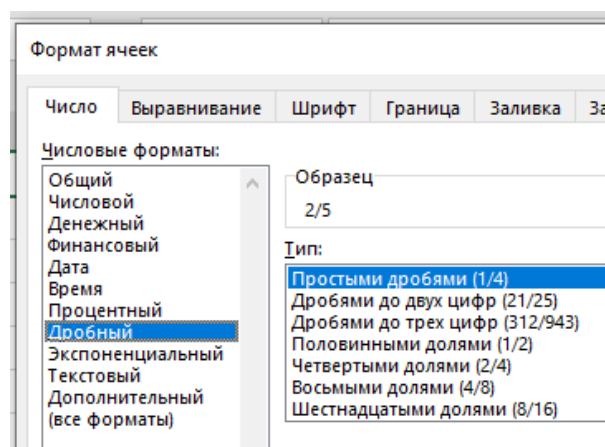 Формат ячеек
Число Выравнивание Шрифт Граница Заливка
Числовые форматы:
Общий
Числовой
Денежный
Финансовый
Дата
Время
Процентный
Дробный
Экспоненциальный
Текстовый
Дополнительный
(все форматы)
Образец
2/5
Тип:
Простыми дробями (1/4)
Дробями до двух цифр (21/25)
Дробями до трех цифр (312/943)
Половинными долями (1/2)
Четвертыми долями (2/4)
Восьмыми долями (4/8)
Шестнадцатыми долями (8/16)